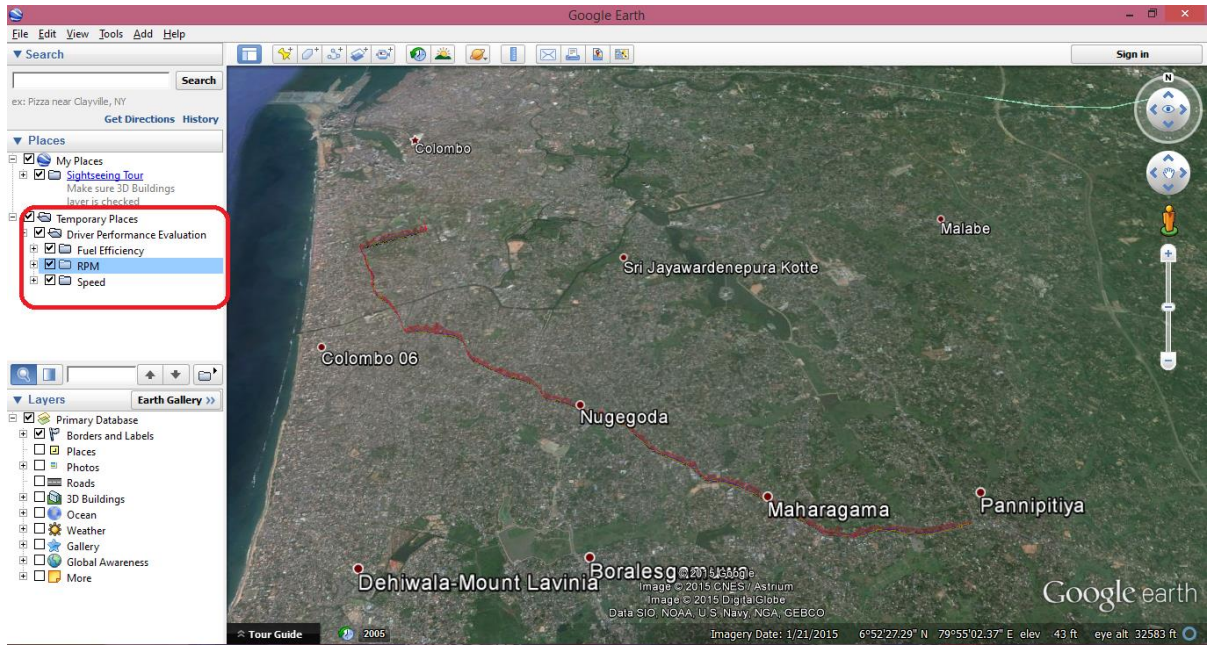 Google Earth
File Edit View Tools Add Help
Search
Sign in
Search
ex: Pizza near Clayville, NY
Get Directions History
Places
My Places
Sightseeing Tour
Make sure 3D Buildings
layer is checked
Temporary Places
Driver Performance Evaluation
Fuel Efficiency
RPM
Speed
Layers
Earth Gallery >>
Primary Database
Borders and Labels
Places
Photos
Roads
3D Buildings
Ocean
Weather
Gallery
Global Awareness
More
N
Colombo
Malabe
Sri Jayawardenepura Kotte
Colombo 06
Nugegoda
Maharagama
Pannipitiya
Dehiwala-Mount Lavinia
© 2015 Google
Image © 2015 CNES / Astrium
Image © 2015 DigitalGlobe
Data SIO, NOAA, U.S. Navy, NGA, GEBCO
Google earth
Tour Guide
2005
Imagery Date: 1/21/2015 6°52'27.29" N 79°55'02.37" E elev 43 ft eye alt 32583 ft